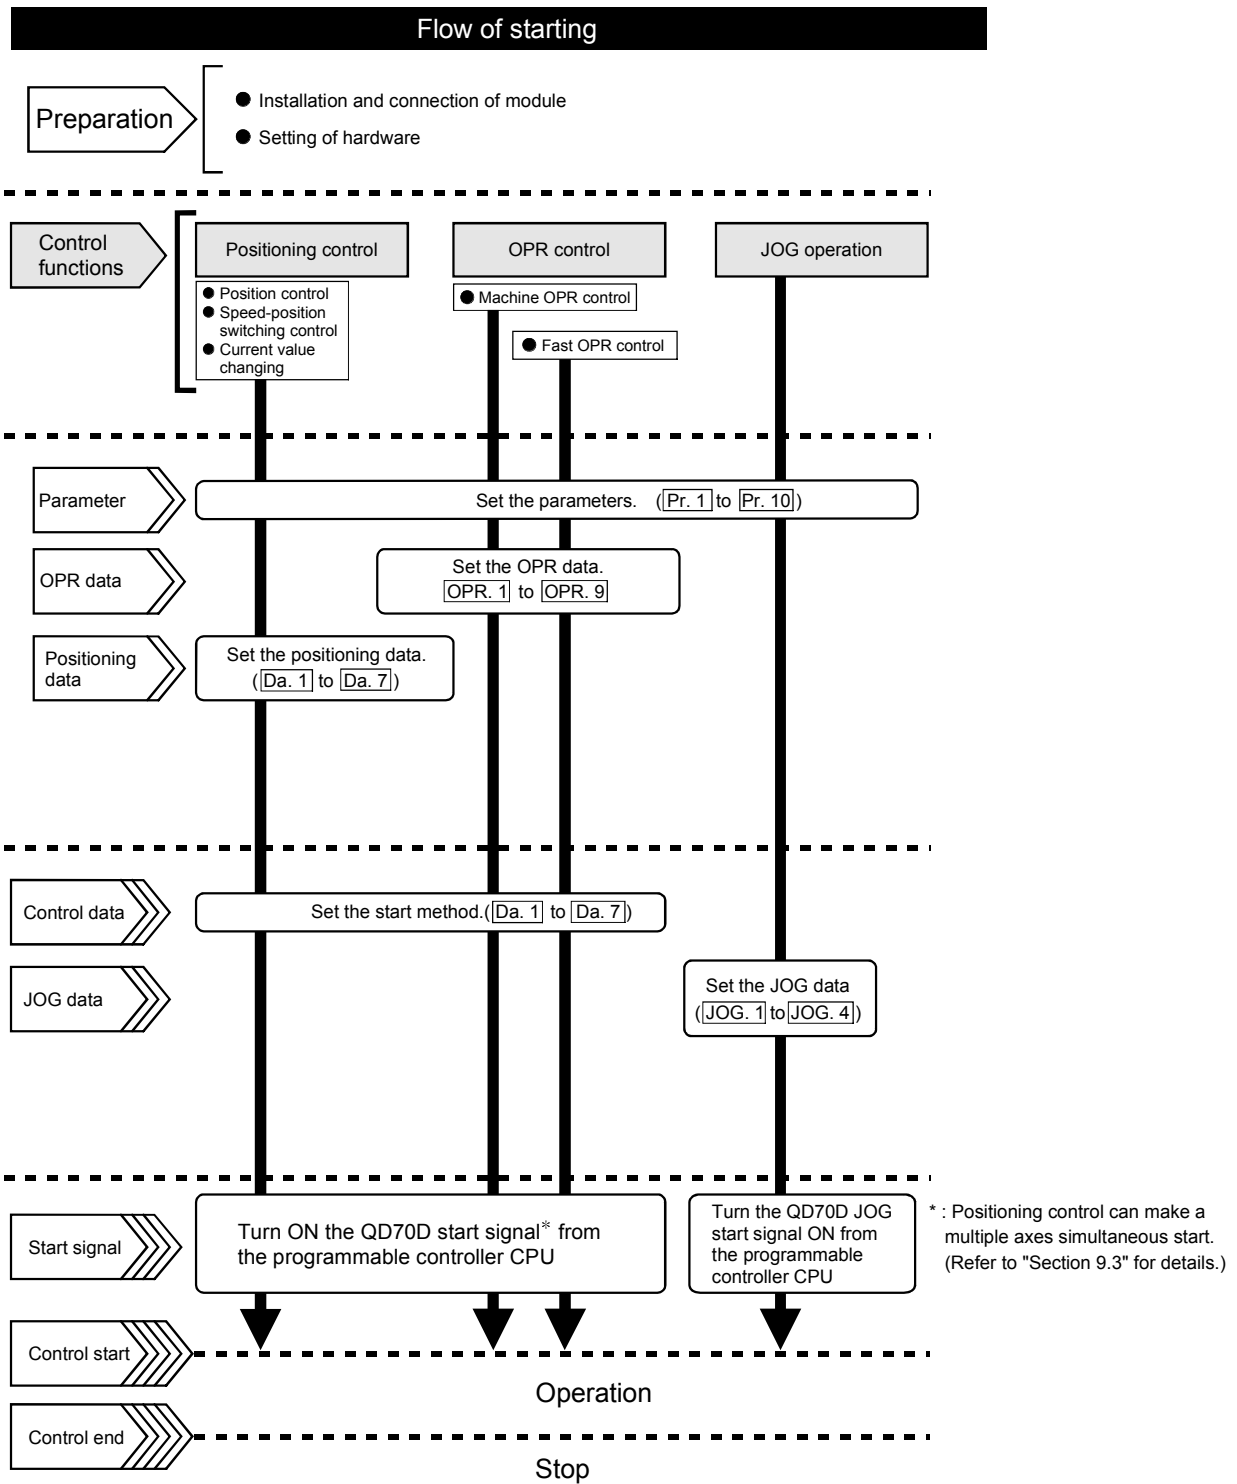 Flow of starting
Preparation
● Installation and connection of module
● Setting of hardware
Control
functions
Positioning control
OPR control
JOG operation
● Position control
● Speed-position
switching control
● Current value
changing
● Machine OPR control
● Fast OPR control
Parameter
Set the parameters. (Pr. 1 to Pr. 10)
OPR data
Set the OPR data.
OPR. 1 to OPR. 9
Positioning
data
Set the positioning data.
(Da. 1 to Da. 7)
Control data
Set the start method.(Da. 1 to Da. 7)
JOG data
Set the JOG data
(JOG. 1 to JOG. 4)
Start signal
Turn ON the QD70D start signal* from
the programmable controller CPU
Turn the QD70D JOG
start signal ON from
the programmable
controller CPU
* : Positioning control can make a
multiple axes simultaneous start.
(Refer to "Section 9.3" for details.)
Control start
Operation
Control end
Stop